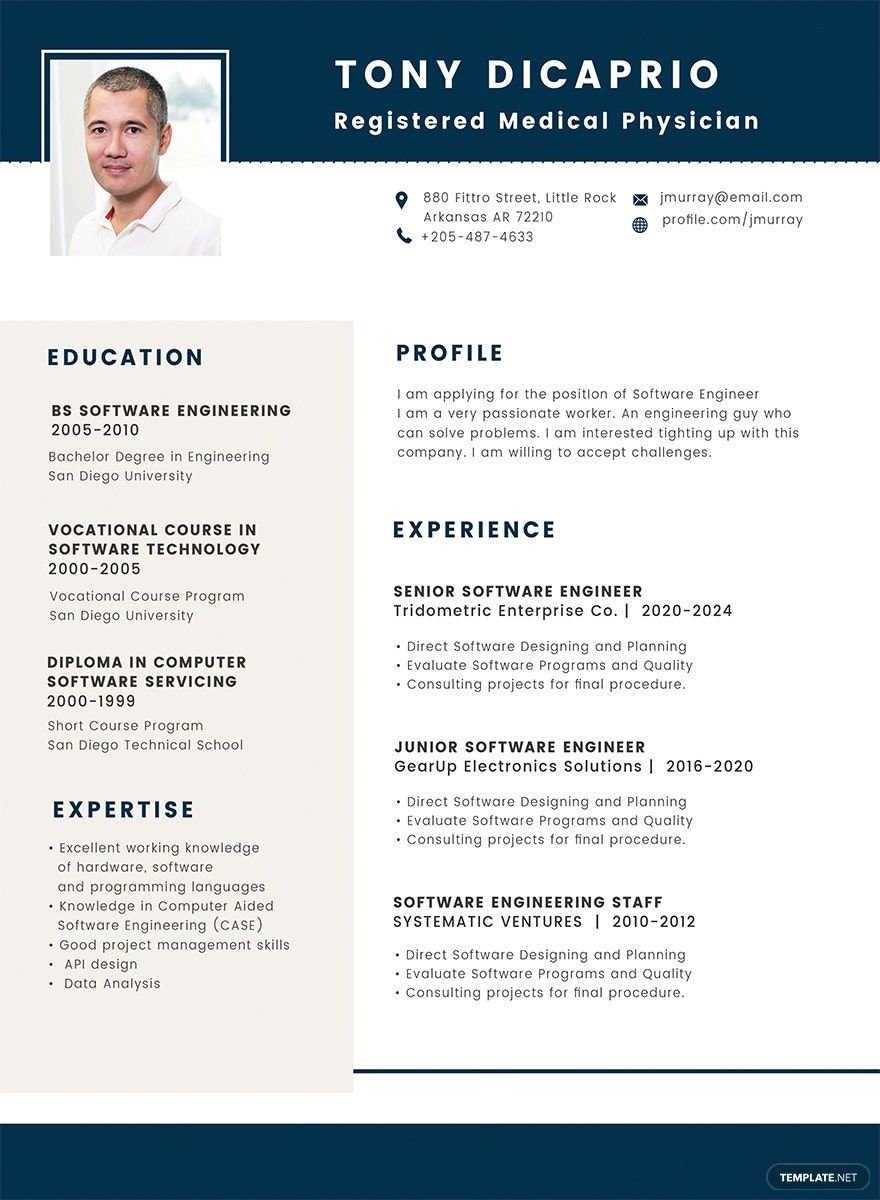 TONY DICAPRIO
Registered Medical Physician
880 Fittro Street, Little Rock
Arkansas AR 72210
+205-487-4633
jmurray@email.com
profile.com/jmurray
EDUCATION
BS SOFTWARE ENGINEERING
2005-2010
Bachelor Degree in Engineering
San Diego University
VOCATIONAL COURSE IN
SOFTWARE TECHNOLOGY
2000-2005
Vocational Course Program
San Diego University
DIPLOMA IN COMPUTER
SOFTWARE SERVICING
2000-1999
Short Course Program
San Diego Technical School
EXPERTISE
• Excellent working knowledge
of hardware, software
and programming languages
• Knowledge in Computer Aided
Software Engineering (CASE)
• Good project management skills
• API design
• Data Analysis
PROFILE
I am applying for the positIon of Software Engineer
I am a very passionate worker. An engineering guy who
can solve problems. I am interested tighting up with this
company. I am willing to accept challenges.
EXPERIENCE
SENIOR SOFTWARE ENGINEER
Tridometric Enterprise Co. | 2020-2024
• Direct Software Designing and Planning
• Evaluate Software Programs and Quality
• Consulting projects for final procedure.
JUNIOR SOFTWARE ENGINEER
GearUp Electronics Solutions | 2016-2020
• Direct Software Designing and Planning
• Evaluate Software Programs and Quality
• Consulting projects for final procedure.
SOFTWARE ENGINEERING STAFF
SYSTEMATIC VENTURES | 2010-2012
• Direct Software Designing and Planning
• Evaluate Software Programs and Quality
• Consulting projects for final procedure.
TEMPLATE.NET